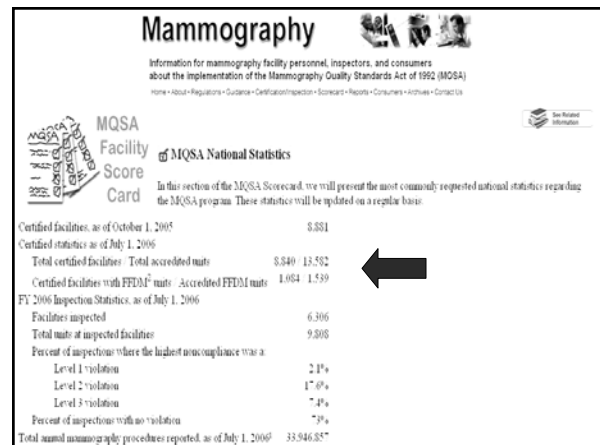 Mammography
Information for mammography facility personnel, inspectors, and consumers
about the implementation of the Mammography Quality Standards Act of 1992 (MQSA)
Home • About • Regulations • Guidance • Certification/Inspection • Scorecard • Reports • Consumers • Archives • Contact Us
See Related
Information
MQSA
MQSA
Facility
Score
Card
MQSA National Statistics
In this section of the MQSA Scorecard, we will present the most commonly requested national statistics regarding
the MQSA program. These statistics will be updated on a regular basis.
Certified facilities, as of October 1, 2005 8,881
Certified statistics as of July 1, 2006
Total certified facilities / Total accredited units 8,840 / 13,582
Certified facilities with FFDM2 units / Accredited FFDM units 1,084 / 1,539
FY 2006 Inspection Statistics, as of July 1, 2006
Facilities inspected 6,306
Total units at inspected facilities 9,808
Percent of inspections where the highest noncompliance was a:
Level 1 violation 2.1%
Level 2 violation 17.6%
Level 3 violation 7.4%
Percent of inspections with no violation 73%
Total annual mammography procedures reported, as of July 1, 2006 33,946,857